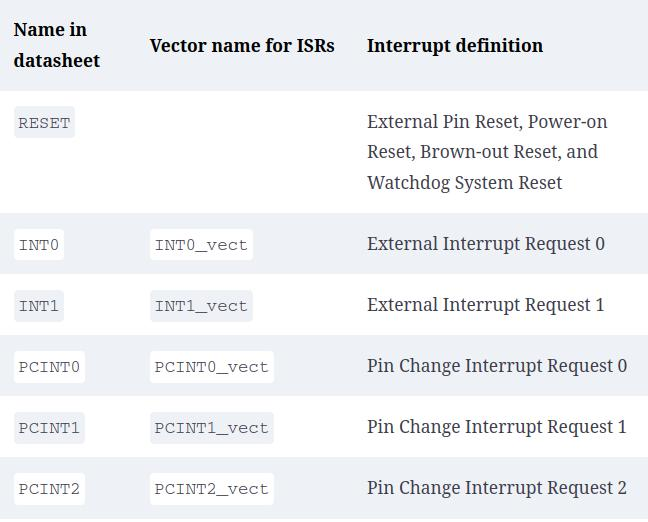 Name in
datasheet
Vector name for ISRs
Interrupt definition
RESET
External Pin Reset, Power-on
Reset, Brown-out Reset, and
Watchdog System Reset
INT0 INT0_vect External Interrupt Request 0
INT1 INT1_vect External Interrupt Request 1
PCINT0 PCINT0_vect Pin Change Interrupt Request 0
PCINT1 PCINT1_vect Pin Change Interrupt Request 1
PCINT2 PCINT2_vect Pin Change Interrupt Request 2